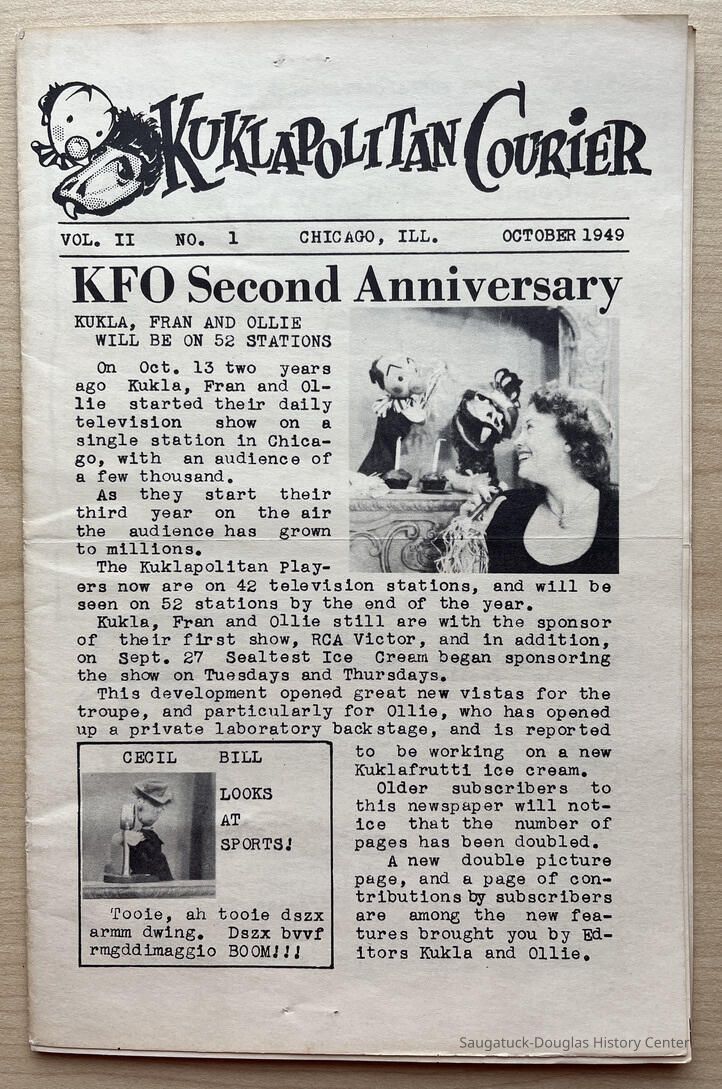 KUKLAPOLITAN COURIER
VOL. II NO. 1 CHICAGO, ILL. OCTOBER 1949
KFO Second Anniversary
KUKLA, FRAN AND OLLIE
WILL BE ON 52 STATIONS
On Oct. 13 two years
ago Kukla, Fran and Ol-
lie started their daily
television show on a
single station in Chica-
go, with an audience of
a few thousand.
As they start their
third year on the air
the audience has grown
to millions.
The Kuklapolitan Play-
ers now are on 42 television stations, and will be
seen on 52 stations by the end of the year.
Kukla, Fran and Ollie still are with the sponsor
of their first show, RCA Victor, and in addition,
on Sept. 27 Sealtest Ice Cream began sponsoring
the show on Tuesdays and Thursdays.
This development opened great new vistas for the
troupe, and particularly for Ollie, who has opened
up a private laboratory backstage, and is reported
to be working on a new
Kuklafrutti ice cream.
Older subscribers to
this newspaper will not-
ice that the number of
pages has been doubled.
A new double picture
page, and a page of con-
tributions by subscribers
are among the new fea-
tures brought you by Ed-
itors Kukla and Ollie.
CECIL BILL
LOOKS
AT
SPORTS!
Tooie, ah tooie dszx
armm dwing. Dszx bvvf
rmgddimaggio BOOM!!!
Saugatuck-Douglas History Center